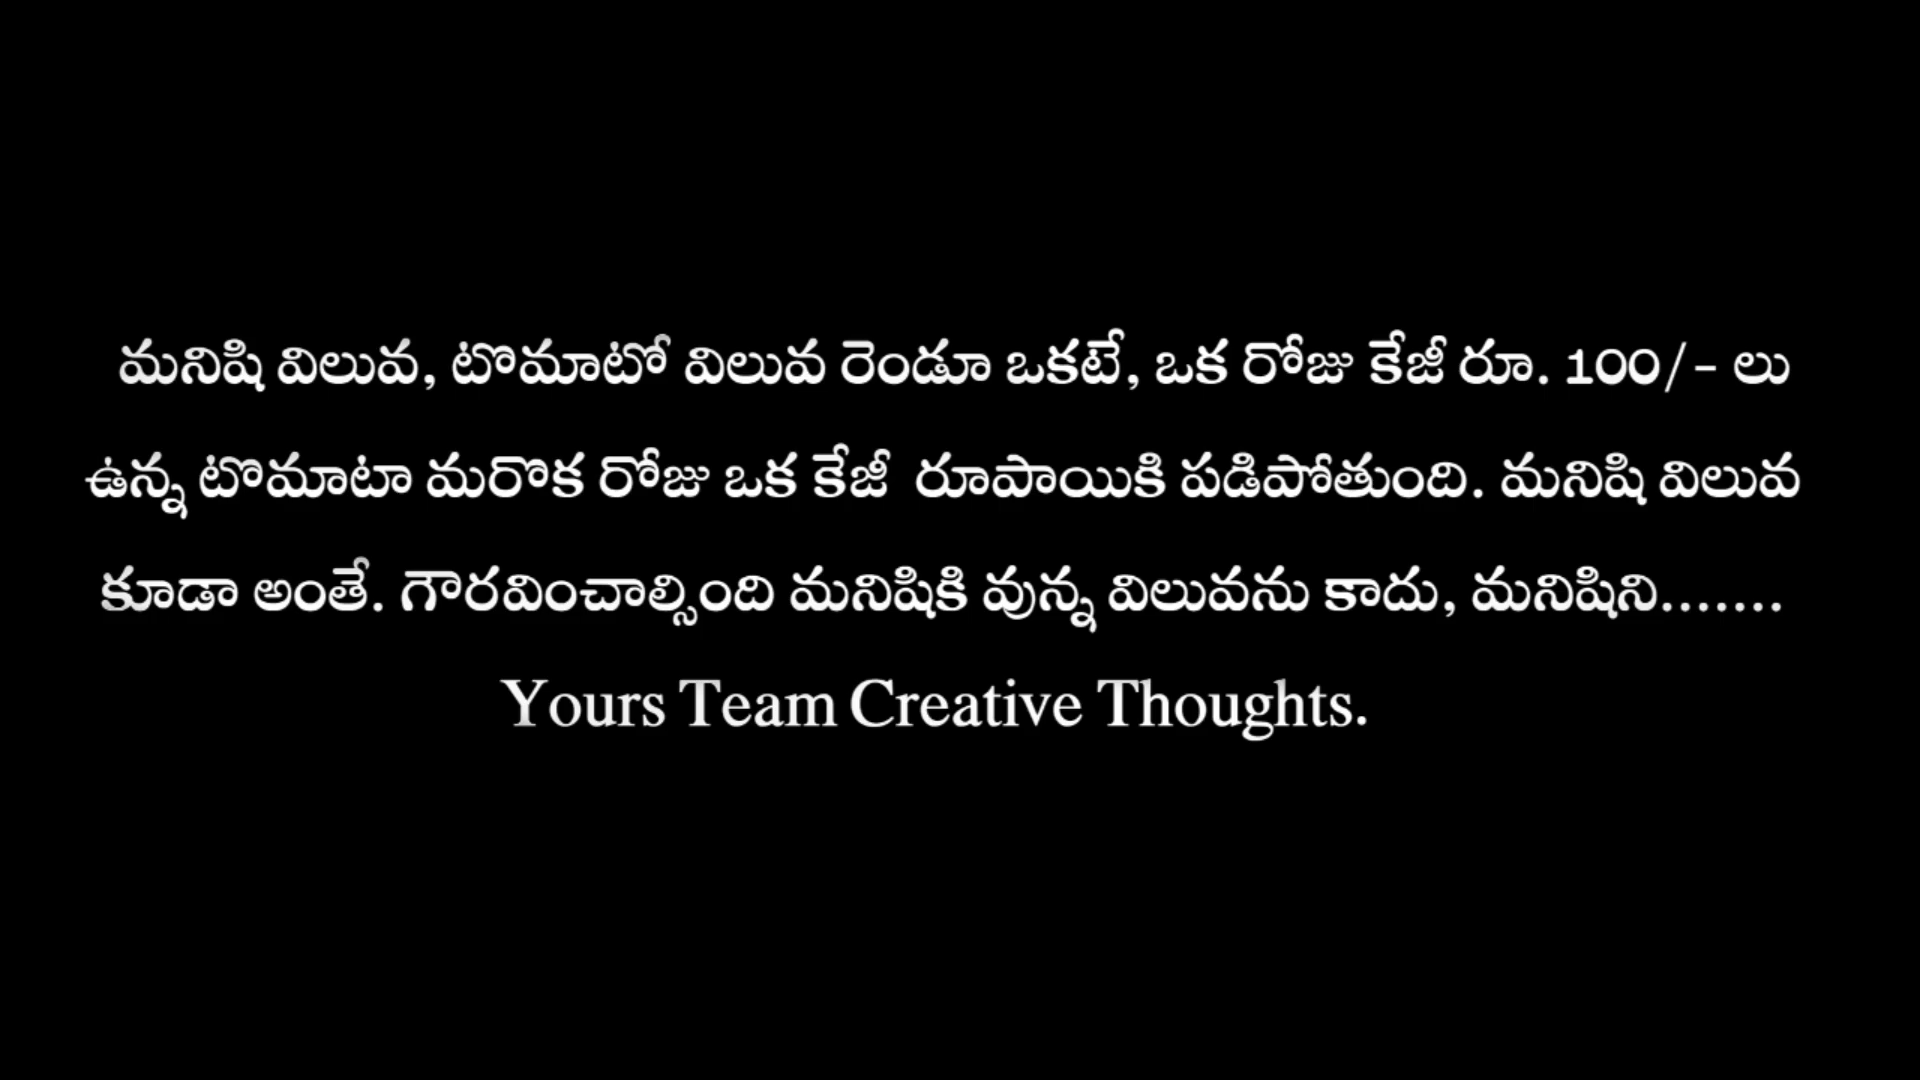 మనిషి విలువ, టొమాటో విలువ రెండూ ఒకటే, ఒక రోజు కేజీ రూ. 100/- లు
ఉన్న టొమాటా మరొక రోజు ఒక కేజీ రూపాయికి పడిపోతుంది. మనిషి విలువ
కూడా అంతే. గౌరవించాల్సింది మనిషికి వున్న విలువను కాదు, మనిషిని.......
Yours Team Creative Thoughts.